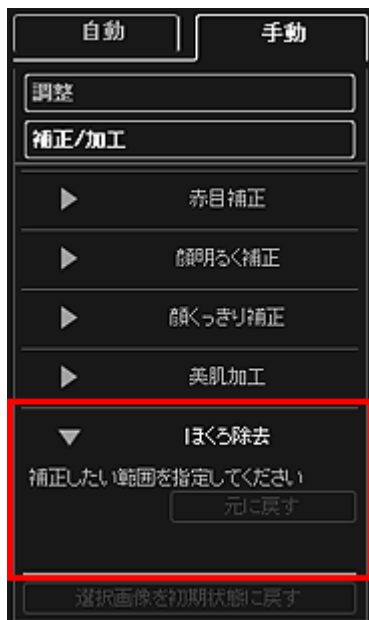 自動
手動
調整
補正/加工
赤目補正
顔明るく補正
顔くっきり補正
美肌加工
ほくろ除去
補正したい範囲を指定してください
元に戻す
選択画像を初期状態に戻す